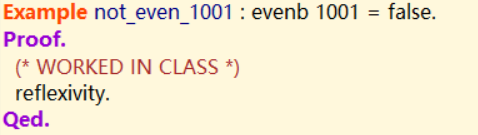 Example not_even_1001 : evenb 1001 = false.
Proof.
(* WORKED IN CLASS *)
reflexivity.
Qed.